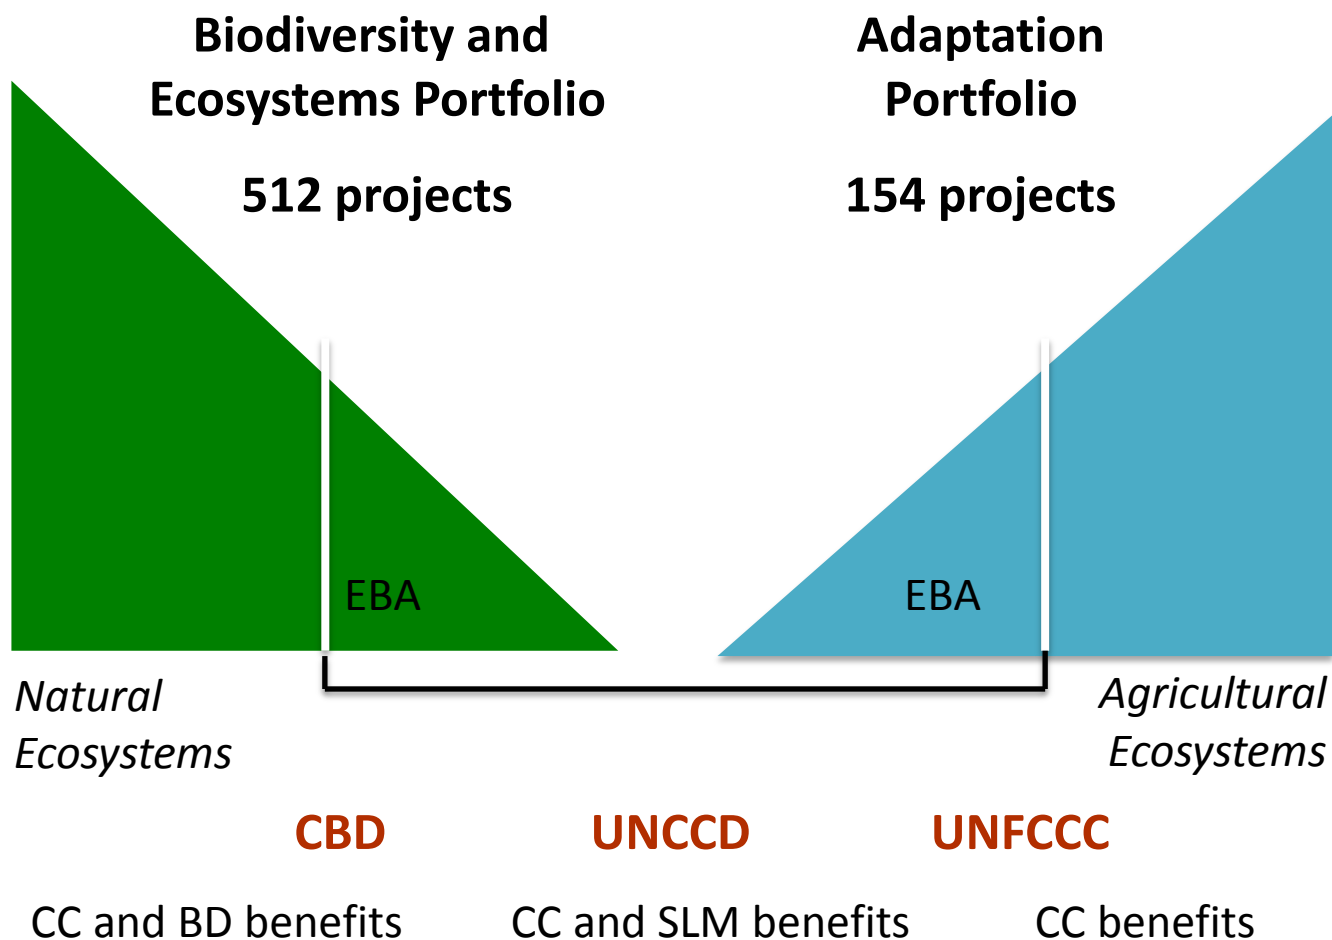 Biodiversity and
Ecosystems Portfolio
512 projects
Adaptation
Portfolio
154 projects
EBA
EBA
Natural
Ecosystems
Agricultural
Ecosystems
CBD
UNCCD
UNFCCC
CC and BD benefits
CC and SLM benefits
CC benefits